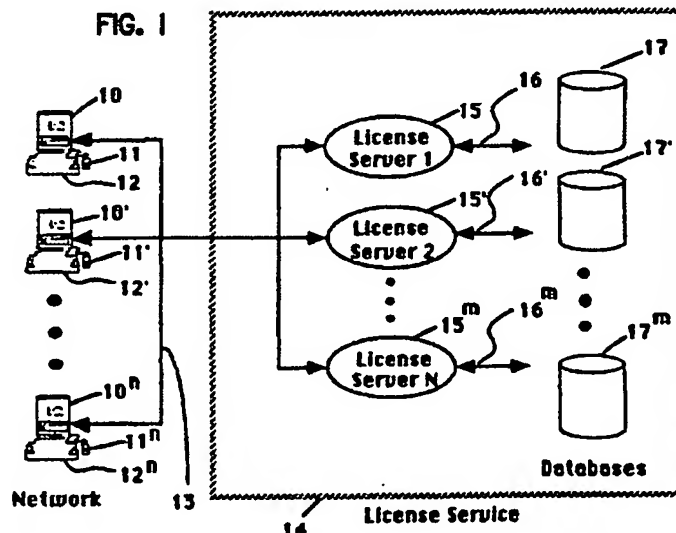 FIG. 1
10
11
12
10'
11'
12'
10ⁿ
11ⁿ
12ⁿ
Network
13
15
License
Server 1
16
17
15'
License
Server 2
16'
17'
15ᵐ
License
Server N
16ᵐ
17ᵐ
Databases
14
License Service